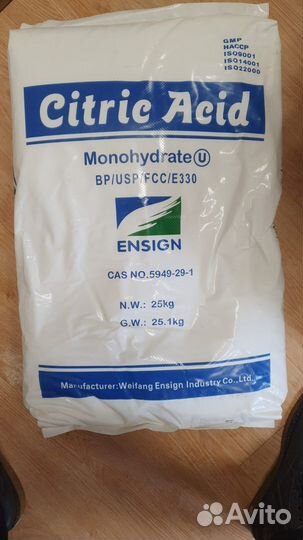 GMP
HACCP
ISO9001
ISO14001
ISO22000
Citric Acid
Monohydrate U
BP/USP/FCC/E330
ENSIGN
CAS NO.5949-29-1
N.W.: 25kg
G.W.: 25.1kg
Manufacturer:Weifang Ensign Industry Co.,Ltd.
Avito